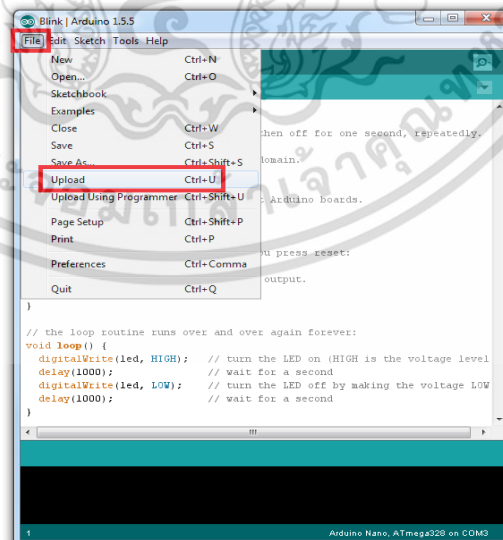 Blink | Arduino 1.5.5
File Edit Sketch Tools Help
New Ctrl+N
Open... Ctrl+O
Sketchbook
Examples
Close Ctrl+W
Save Ctrl+S
Save As... Ctrl+Shift+S
Upload Ctrl+U
Upload Using Programmer Ctrl+Shift+U
Page Setup Ctrl+Shift+P
Print Ctrl+P
Preferences Ctrl+Comma
Quit Ctrl+Q
then off for one second, repeatedly.
domain.
Arduino boards.
you press reset:
output.
}
// the loop routine runs over and over again forever:
void loop() {
digitalWrite(led, HIGH); // turn the LED on (HIGH is the voltage level
delay(1000); // wait for a second
digitalWrite(led, LOW); // turn the LED off by making the voltage LOW
delay(1000); // wait for a second
}
1 Arduino Nano, ATmega328 on COM3